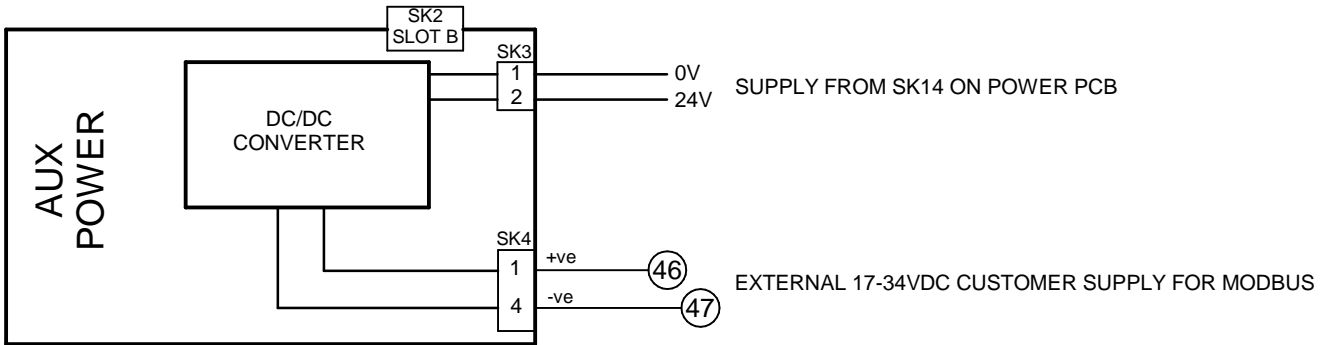 SK2
SLOT B
SK3
1
0V
2
24V
SUPPLY FROM SK14 ON POWER PCB
DC/DC
CONVERTER
AUX
POWER
SK4
1
+ve
46
4
-ve
47
EXTERNAL 17-34VDC CUSTOMER SUPPLY FOR MODBUS